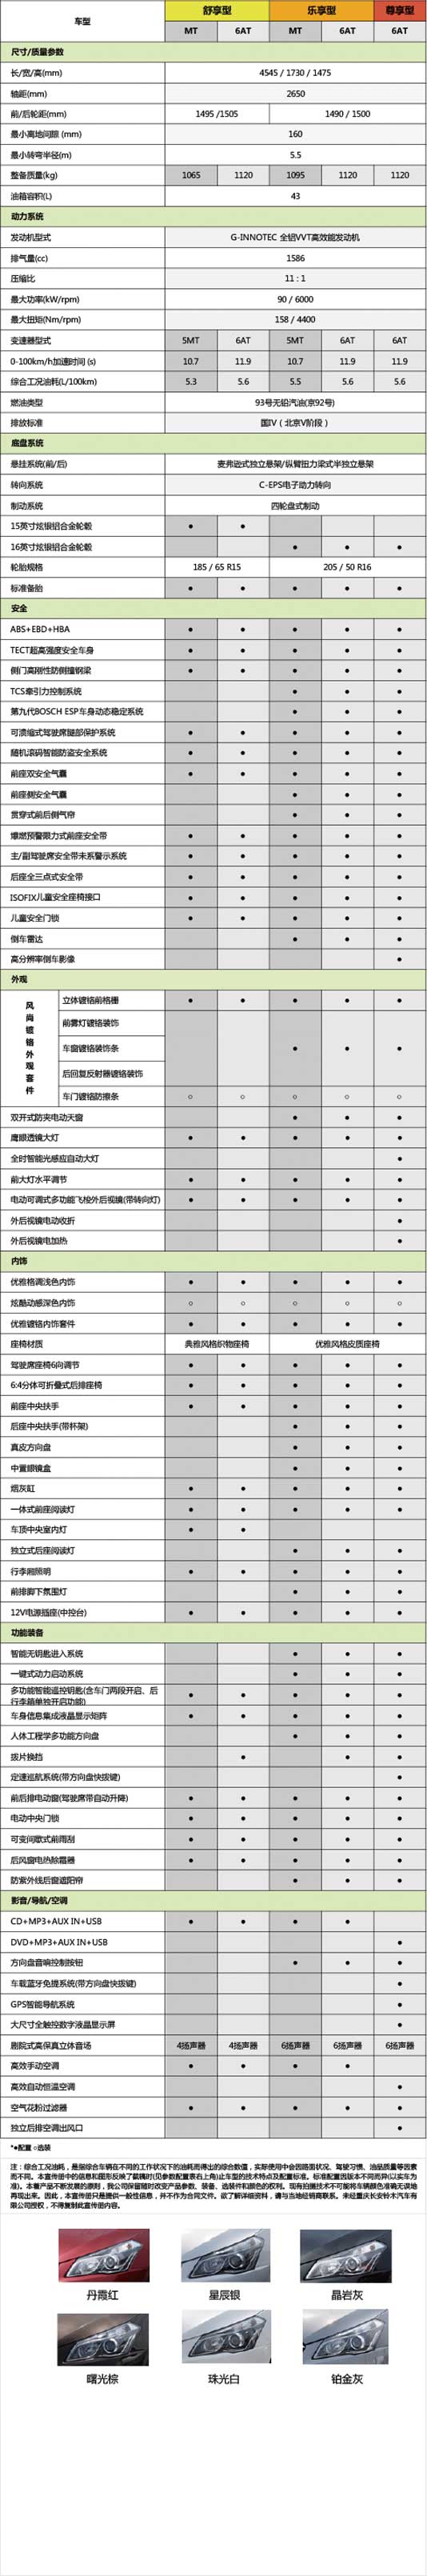 车型 舒享型 乐享型 尊享型
MT 6AT MT 6AT 6AT
尺寸/质量参数
长/宽/高(mm) 4545 / 1730 / 1475
轴距(mm) 2650
前/后轮距(mm) 1495 /1505 1490 / 1500
最小离地间隙 (mm) 160
最小转弯半径(m) 5.5
整备质量(kg) 1065 1120 1095 1120 1120
油箱容积(L) 43
动力系统
发动机型式 G-INNOTEC 全铝VVT高效能发动机
排气量(cc) 1586
压缩比 11 : 1
最大功率(kW/rpm) 90 / 6000
最大扭矩(Nm/rpm) 158 / 4400
变速器型式 5MT 6AT 5MT 6AT 6AT
0-100km/h加速时间 (s) 10.7 11.9 10.7 11.9 11.9
综合工况油耗(L/100km) 5.3 5.6 5.5 5.6 5.6
燃油类型 93号无铅汽油(京92号)
排放标准 国IV（北京V阶段）
底盘系统
悬挂系统(前/后) 麦弗逊式独立悬架/纵臂扭力梁式半独立悬架
转向系统 C-EPS电子助力转向
制动系统 四轮盘式制动
15英寸炫银铝合金轮毂 ● ●
16英寸炫银铝合金轮毂 ● ● ●
轮胎规格 185 / 65 R15 205 / 50 R16
标准备胎 ● ● ● ● ●
安全
ABS+EBD+HBA ● ● ● ● ●
TECT超高强度安全车身 ● ● ● ● ●
侧门高刚性防侧撞钢梁 ● ● ● ● ●
TCS牵引力控制系统 ● ● ●
第九代BOSCH ESP车身动态稳定系统 ● ● ●
可溃缩式驾驶席腿部保护系统 ● ● ● ● ●
随机滚码智能防盗安全系统 ● ● ● ● ●
前座双安全气囊 ● ● ● ● ●
前座侧安全气囊 ● ● ●
贯穿式前后侧气帘 ● ● ●
爆燃预警限力式前座安全带 ● ● ● ● ●
主/副驾驶席安全带未系警示系统 ● ● ● ● ●
后座全三点式安全带 ● ● ● ● ●
ISOFIX儿童安全座椅接口 ● ● ● ● ●
儿童安全门锁 ● ● ● ● ●
倒车雷达 ● ● ●
高分辨率倒车影像 ●
外观
风尚镀铬外观套件
立体镀铬前格栅 ● ● ● ● ●
前雾灯镀铬装饰
车窗镀铬装饰条 ● ● ●
后回复反射器镀铬装饰
车门镀铬防擦条 ○ ○ ○ ○ ○
双开式防夹电动天窗 ● ● ●
鹰眼透镜大灯 ● ● ● ● ●
全时智能光感应自动大灯 ●
前大灯水平调节 ● ● ● ● ●
电动可调式多功能飞梭外后视镜(带转向灯) ● ● ● ● ●
外后视镜电动收折 ●
外后视镜电加热 ●
内饰
优雅格调浅色内饰 ● ● ● ● ●
炫酷动感深色内饰 ○ ○ ○ ○ ○
优雅镀铬内饰套件 ● ● ● ● ●
座椅材质 典雅风格织物座椅 优雅风格皮质座椅
驾驶席座椅6向调节 ● ● ● ● ●
6:4分体可折叠式后排座椅 ● ● ● ● ●
前座中央扶手 ● ● ● ● ●
后座中央扶手(带杯架) ● ● ●
真皮方向盘 ● ● ●
中置眼镜盒 ● ● ●
烟灰缸 ● ● ● ● ●
一体式前座阅读灯 ● ● ● ● ●
车顶中央室内灯 ● ●
独立式后座阅读灯 ● ● ●
行李厢照明 ● ● ● ● ●
前排脚下氛围灯 ● ● ●
12V电源插座(中控台) ● ● ● ● ●
功能装备
智能无钥匙进入系统 ● ● ●
一键式动力启动系统 ● ● ●
多功能智能遥控钥匙(含车门两段开启、后
行李箱单独开启功能) ● ● ● ● ●
车身信息集成液晶显示矩阵 ● ● ● ● ●
人体工程学多功能方向盘 ● ● ●
拨片换挡 ● ● ●
定速巡航系统(带方向盘快拨键) ●
前后排电动窗(驾驶席带自动升降) ● ● ● ● ●
电动中央门锁 ● ● ● ● ●
可变间歇式前雨刮 ● ● ● ● ●
后风窗电热除霜器 ● ● ● ● ●
防紫外线后窗遮阳帘 ● ● ●
影音/导航/空调
CD+MP3+AUX IN+USB ● ● ● ●
DVD+MP3+AUX IN+USB ●
方向盘音响控制按钮 ● ● ●
车载蓝牙免提系统(带方向盘快拨键) ●
GPS智能导航系统 ●
大尺寸全触控数字液晶显示屏 ●
剧院式高保真立体音场 4扬声器 4扬声器 6扬声器 6扬声器 6扬声器
高效手动空调 ● ● ● ●
高效自动恒温空调 ●
空气花粉过滤器 ● ● ● ● ●
独立后排空调出风口 ●
*●配置 ○选装
注：综合工况油耗，是指综合车辆在不同的工作状况下的油耗而得出的综合数值，实际使用中会因路面状况、驾驶习惯、油品质量等因素
而不同。本宣传册中的信息和图形反映了截稿时(见参数配置表右上角)止车型的技术特点及配置标准。标准配置因版本不同而异(以实车为
准)。本着产品不断发展的原则，我公司保留随时改变产品参数、装备、选装件和颜色的权利。现有拍摄技术不可能将车辆颜色准确无误地
再现出来。因此，本宣传册只是提供一般性信息，并不作为合同文件。欲了解详细资料，请与当地经销商联系。未经重庆长安铃木汽车有
限公司授权，不得复制此宣传册内容。
丹霞红 星辰银 晶岩灰
曙光棕 珠光白 铂金灰